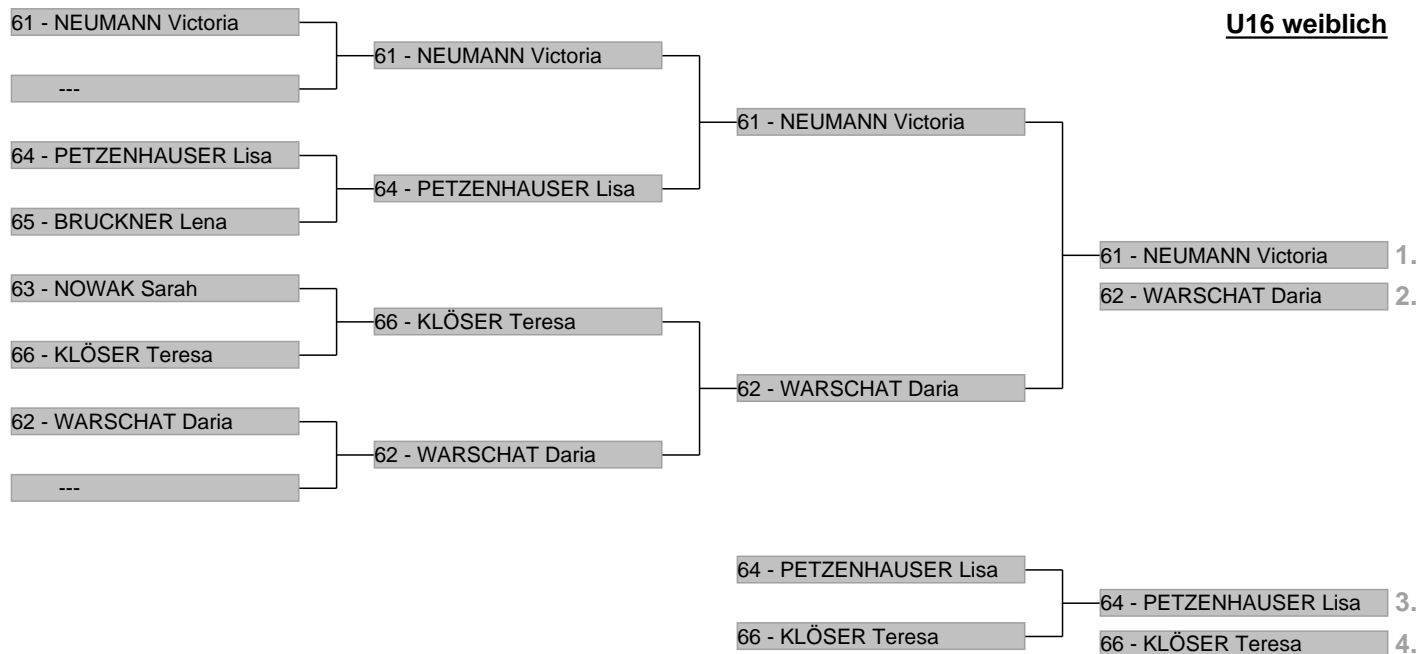 U16 weiblich
61 - NEUMANN Victoria
---
64 - PETZENHAUSER Lisa
65 - BRUCKNER Lena
63 - NOWAK Sarah
66 - KLÖSER Teresa
62 - WARSCHAT Daria
---
61 - NEUMANN Victoria
64 - PETZENHAUSER Lisa
66 - KLÖSER Teresa
62 - WARSCHAT Daria
61 - NEUMANN Victoria
62 - WARSCHAT Daria
61 - NEUMANN Victoria 1.
62 - WARSCHAT Daria 2.
64 - PETZENHAUSER Lisa
66 - KLÖSER Teresa
64 - PETZENHAUSER Lisa 3.
66 - KLÖSER Teresa 4.